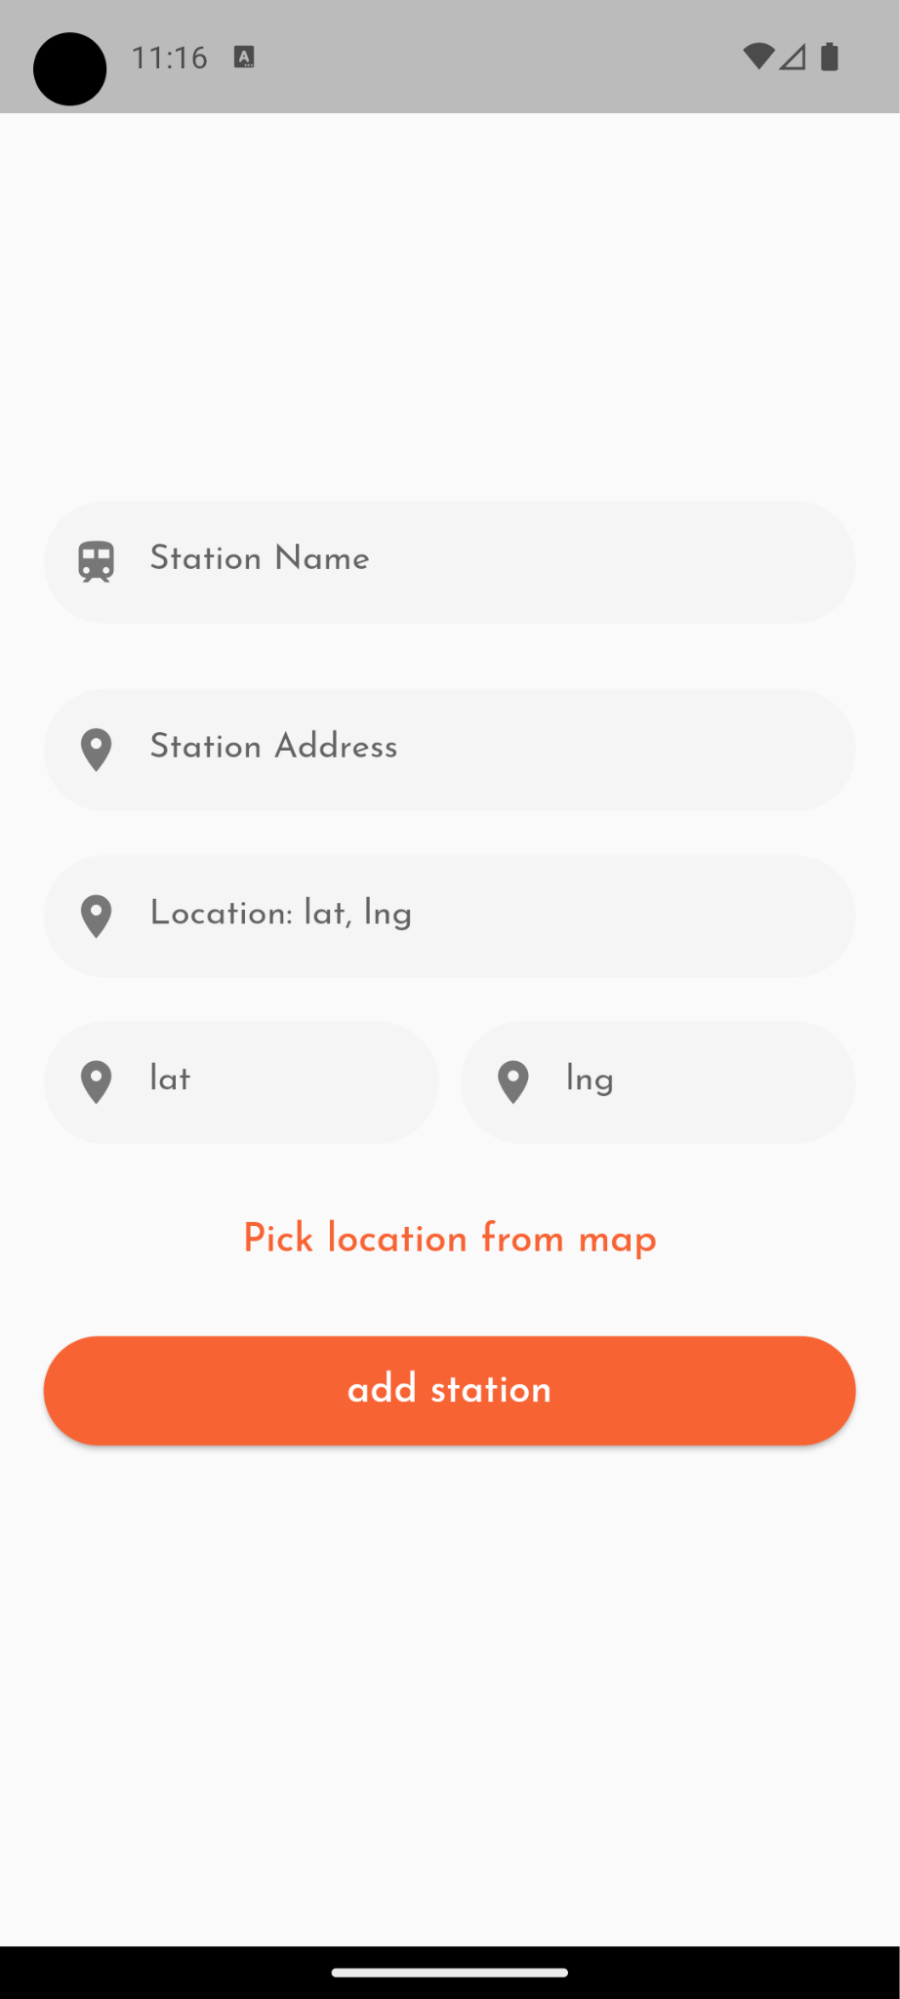 11:16 A
Station Name
Station Address
Location: lat, lng
lat lng
Pick location from map
add station